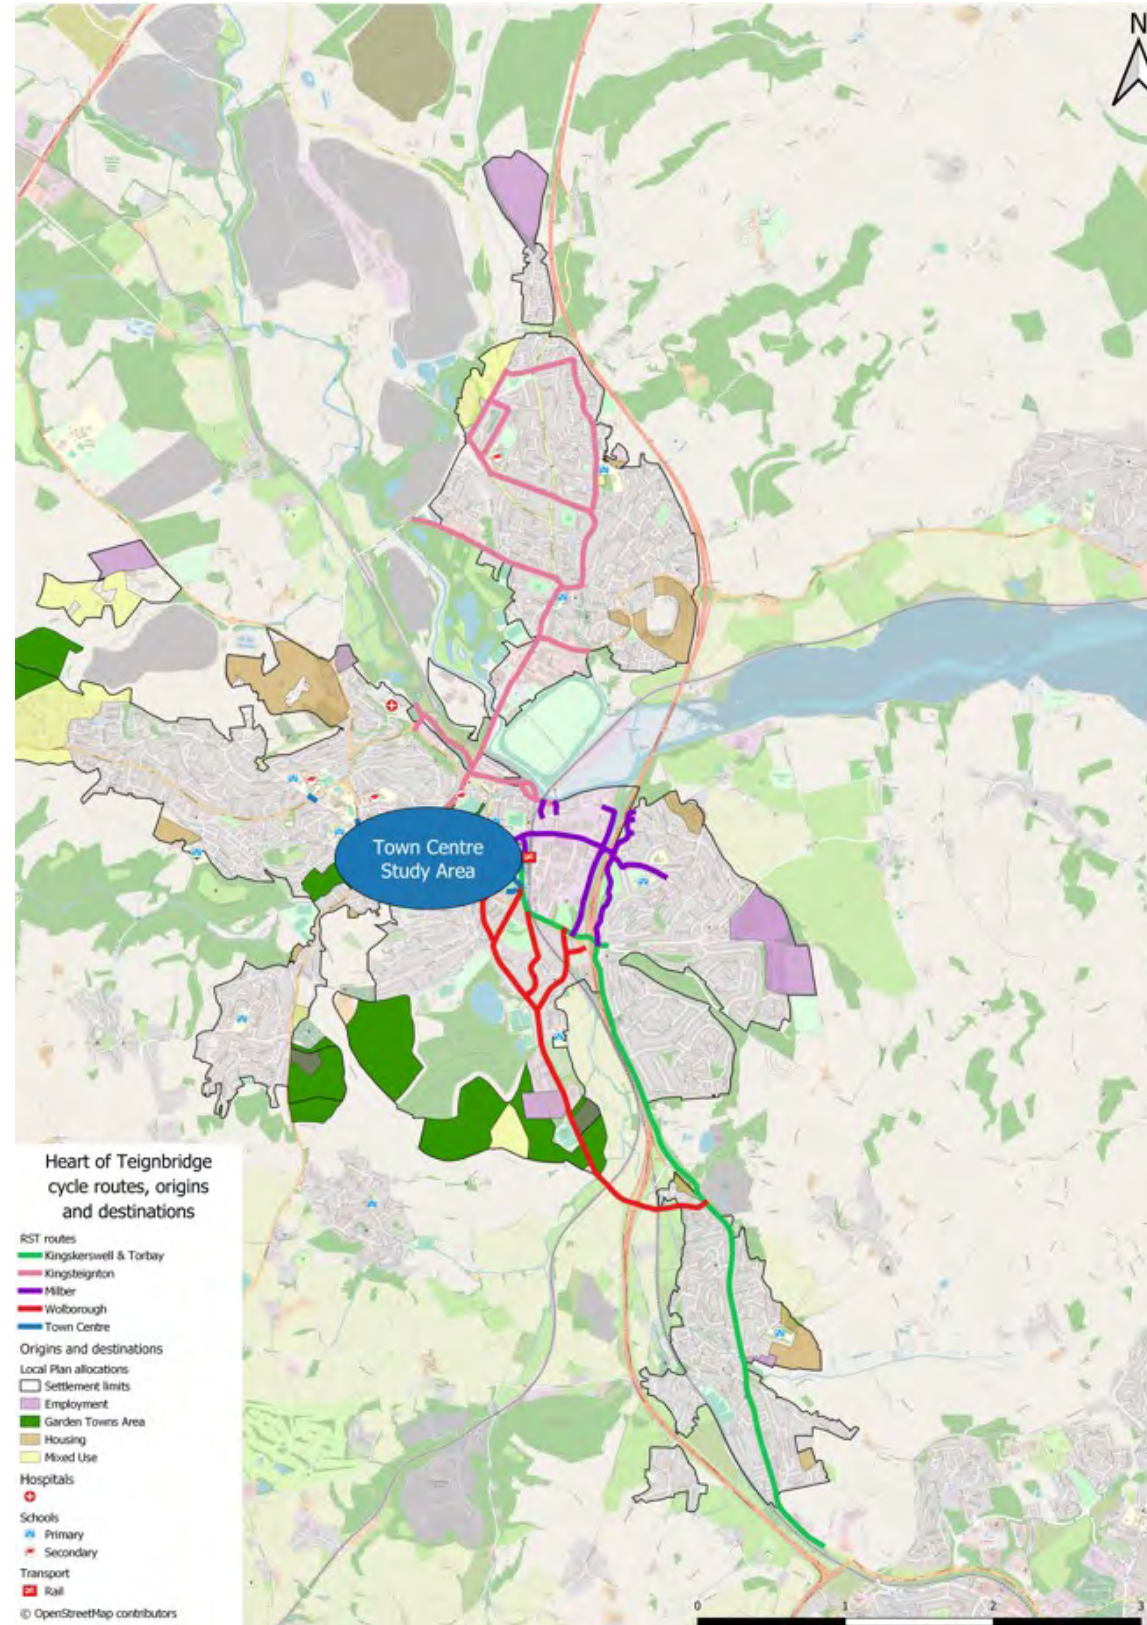 N
Town Centre
Study Area
Heart of Teignbridge
cycle routes, origins
and destinations
RST routes
Kingskerswell & Torbay
Kingsteignton
Milber
Wolborough
Town Centre
Origins and destinations
Local Plan allocations
Settlement limits
Employment
Garden Towns Area
Housing
Mixed Use
Hospitals
Schools
Primary
Secondary
Transport
Rail
© OpenStreetMap contributors
0 1 2 3